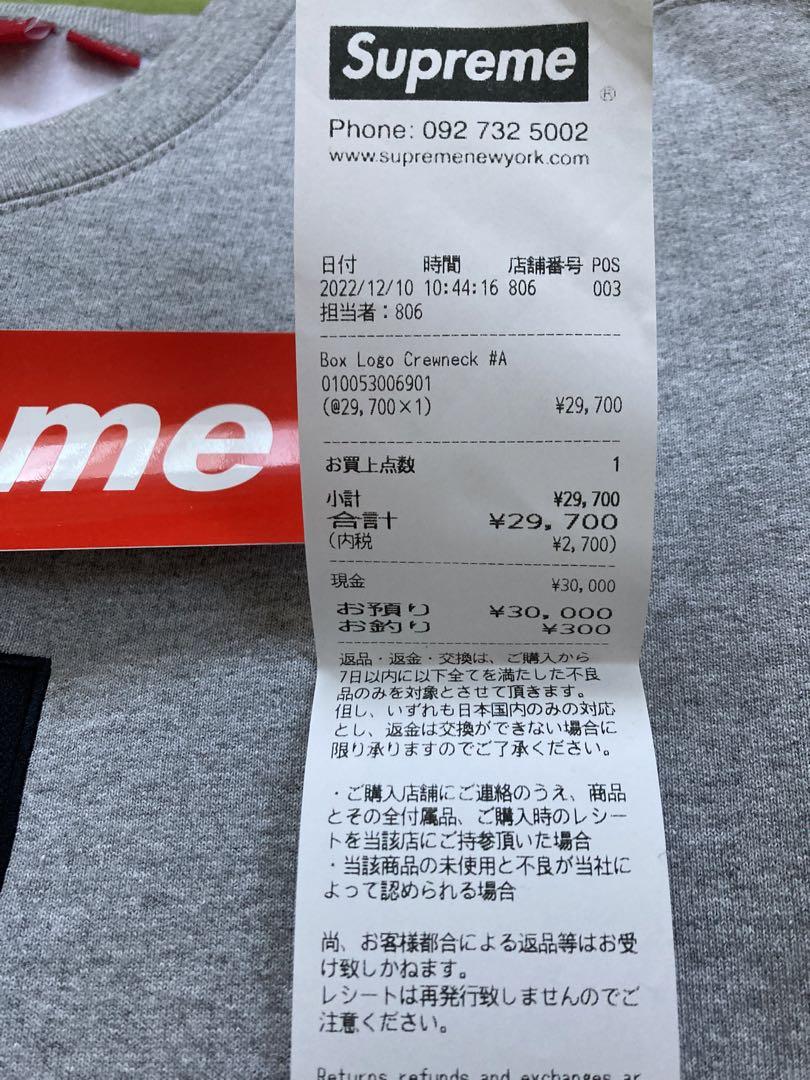 Supreme
®
Phone: 092 732 5002
www.supremenewyork.com
日付 時間 店舗番号 POS
2022/12/10 10:44:16 806 003
担当者：806
Box Logo Crewneck #A
010053006901
(@29,700×1) ¥29,700
お買上点数 1
小計 ¥29,700
合計 ¥29,700
(内税 ¥2,700)
現金 ¥30,000
お預り ¥30,000
お釣り ¥300
返品・返金・交換は、ご購入から
7日以内に以下全てを満たした不良
品のみを対象とさせて頂きます。
但し、いずれも日本国内のみの対応
とし、返金は交換ができない場合に
限り承りますのでご了承ください。
・ご購入店舗にご連絡のうえ、商品
とその全付属品、ご購入時のレシー
トを当該店にご持参頂いた場合
・当該商品の未使用と不良が当社に
よって認められる場合
尚、お客様都合による返品等はお受
け致しかねます。
レシートは再発行致しませんのでご
注意ください。
Returns refunds and exchanges ar
me